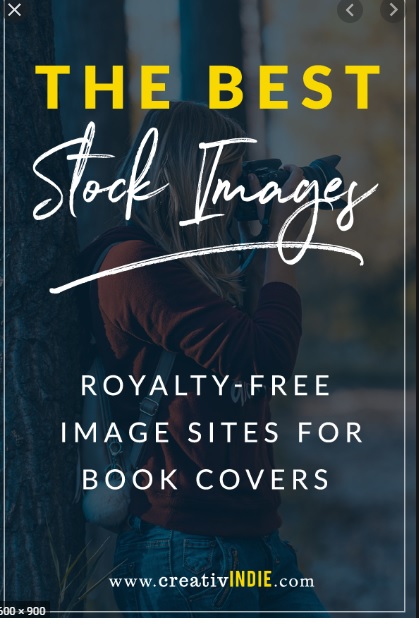 THE BEST
Stock Images
ROYALTY-FREE
IMAGE SITES FOR
BOOK COVERS
www.creativINDIE.com
600 × 900